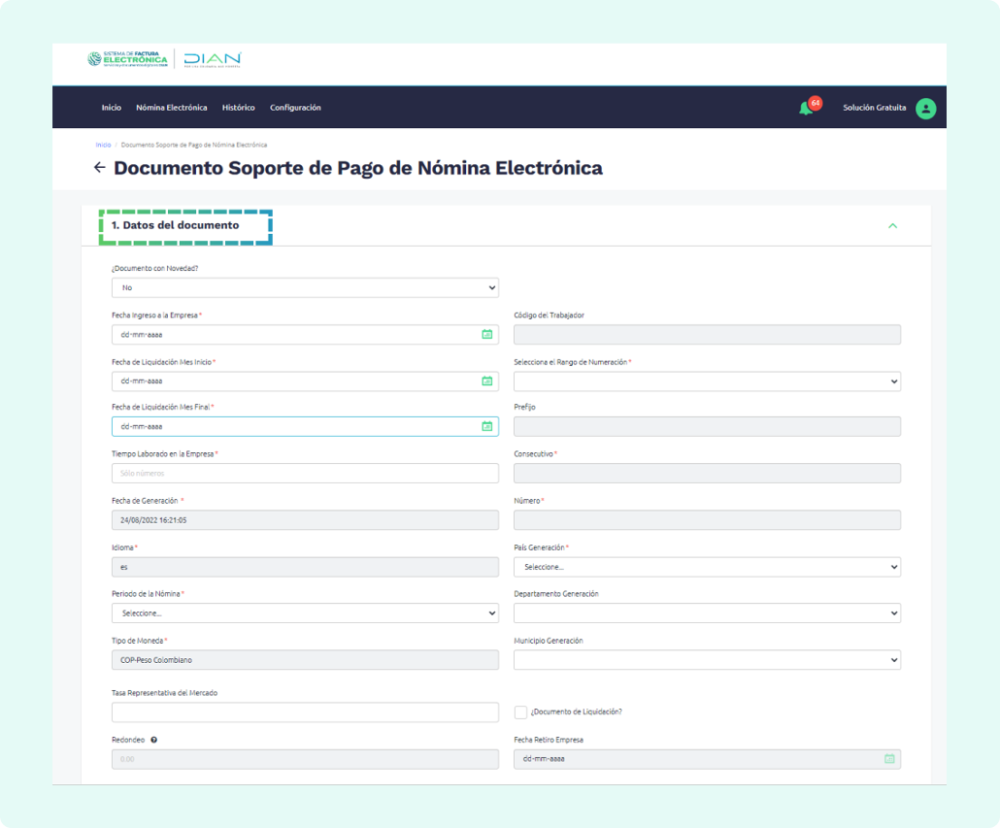 SISTEMA DE FACTURA
ELECTRÓNICA
DIAN
Inicio Nómina Electrónica Histórico Configuración
64
Solución Gratuita
Inicio / Documento Soporte de Pago de Nómina Electrónica
← Documento Soporte de Pago de Nómina Electrónica
1. Datos del documento
¿Documento con Novedad?
No
Fecha Ingreso a la Empresa * Código del Trabajador
dd-mm-aaaa
Fecha de Liquidación Mes Inicio * Selecciona el Rango de Numeración *
dd-mm-aaaa
Fecha de Liquidación Mes Final * Prefijo
dd-mm-aaaa
Tiempo Laborado en la Empresa * Consecutivo *
Sólo números
Fecha de Generación * Número *
24/08/2022 16:21:05
Idioma * País Generación *
es Seleccione...
Periodo de la Nómina * Departamento Generación
Seleccione...
Tipo de Moneda * Municipio Generación
COP-Peso Colombiano
Tasa Representativa del Mercado
¿Documento de Liquidación?
Redondeo Fecha Retiro Empresa
0.00 dd-mm-aaaa